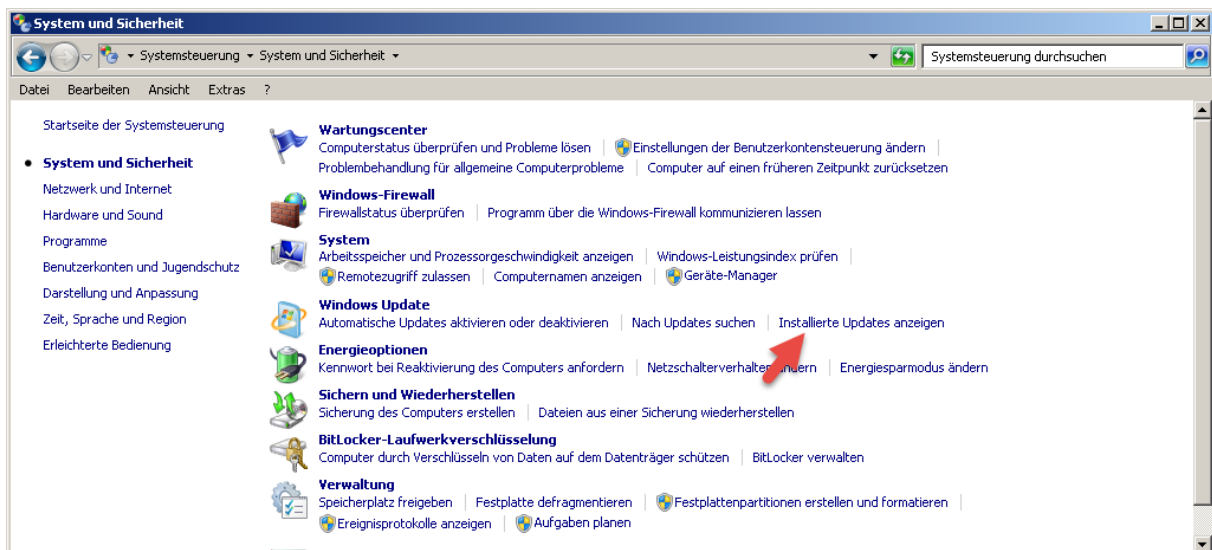 System und Sicherheit
Systemsteuerung System und Sicherheit
Systemsteuerung durchsuchen
Datei Bearbeiten Ansicht Extras ?
Startseite der Systemsteuerung
System und Sicherheit
Netzwerk und Internet
Hardware und Sound
Programme
Benutzerkonten und Jugendschutz
Darstellung und Anpassung
Zeit, Sprache und Region
Erleichterte Bedienung
Wartungscenter
Computerstatus überprüfen und Probleme lösen Einstellungen der Benutzerkontensteuerung ändern
Problembehandlung für allgemeine Computerprobleme Computer auf einen früheren Zeitpunkt zurücksetzen
Windows-Firewall
Firewallstatus überprüfen Programm über die Windows-Firewall kommunizieren lassen
System
Arbeitsspeicher und Prozessorgeschwindigkeit anzeigen Windows-Leistungsindex prüfen
Remotezugriff zulassen Computernamen anzeigen Geräte-Manager
Windows Update
Automatische Updates aktivieren oder deaktivieren Nach Updates suchen Installierte Updates anzeigen
Energieoptionen
Kennwort bei Reaktivierung des Computers anfordern Netzschalterverhalten ändern Energiesparmodus ändern
Sichern und Wiederherstellen
Sicherung des Computers erstellen Dateien aus einer Sicherung wiederherstellen
BitLocker-Laufwerkverschlüsselung
Computer durch Verschlüsseln von Daten auf dem Datenträger schützen BitLocker verwalten
Verwaltung
Speicherplatz freigeben Festplatte defragmentieren Festplattenpartitionen erstellen und formatieren
Ereignisprotokolle anzeigen Aufgaben planen